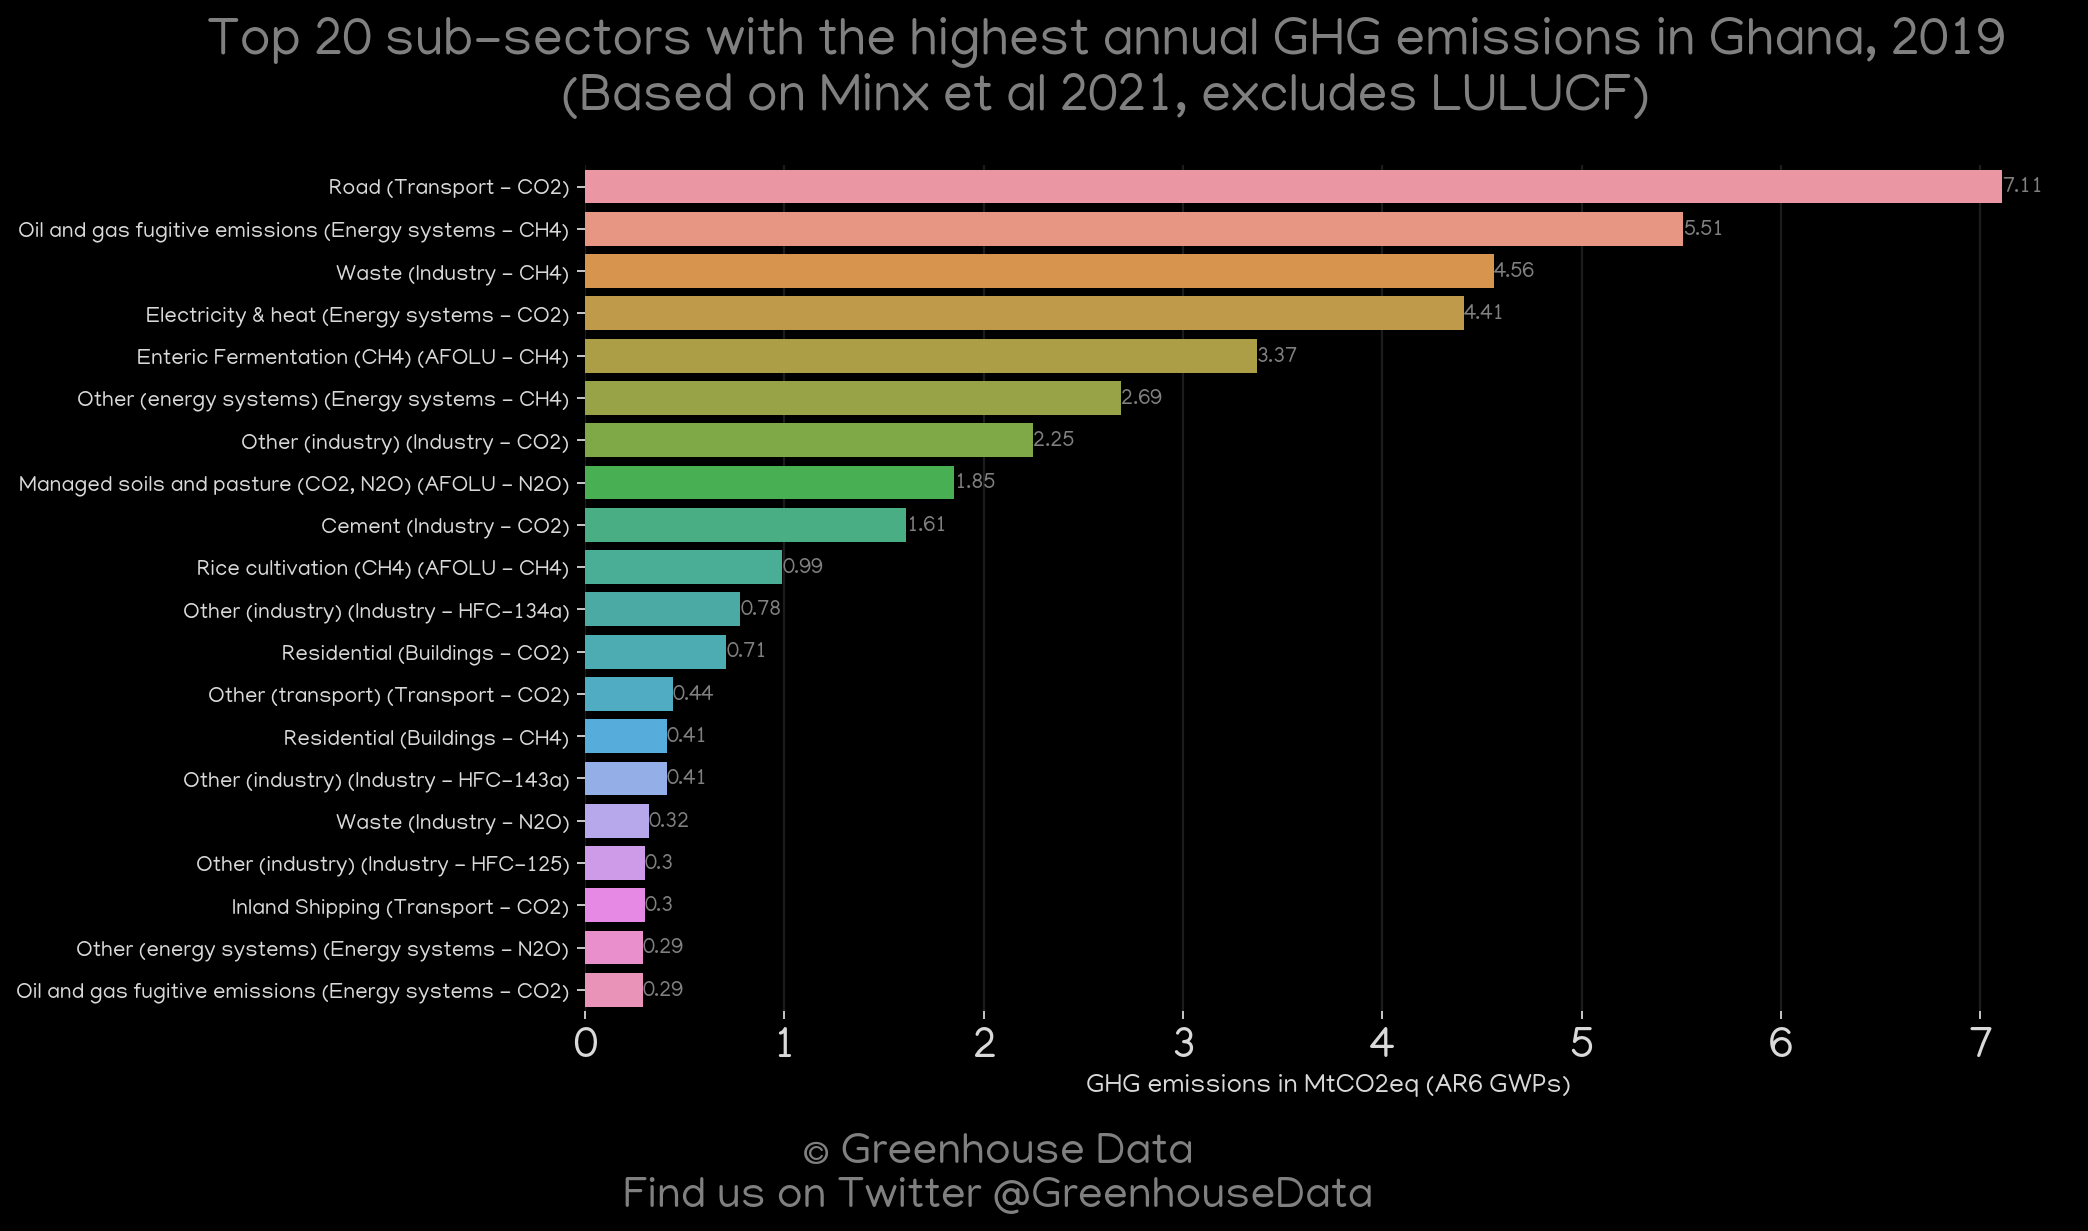 Top 20 sub-sectors with the highest annual GHG emissions in Ghana, 2019
(Based on Minx et al 2021, excludes LULUCF)
Road (Transport - CO2) 7.11
Oil and gas fugitive emissions (Energy systems - CH4) 5.51
Waste (Industry - CH4) 4.56
Electricity & heat (Energy systems - CO2) 4.41
Enteric Fermentation (CH4) (AFOLU - CH4) 3.37
Other (energy systems) (Energy systems - CH4) 2.69
Other (industry) (Industry - CO2) 2.25
Managed soils and pasture (CO2, N2O) (AFOLU - N2O) 1.85
Cement (Industry - CO2) 1.61
Rice cultivation (CH4) (AFOLU - CH4) 0.99
Other (industry) (Industry - HFC-134a) 0.78
Residential (Buildings - CO2) 0.71
Other (transport) (Transport - CO2) 0.44
Residential (Buildings - CH4) 0.41
Other (industry) (Industry - HFC-143a) 0.41
Waste (Industry - N2O) 0.32
Other (industry) (Industry - HFC-125) 0.3
Inland Shipping (Transport - CO2) 0.3
Other (energy systems) (Energy systems - N2O) 0.29
Oil and gas fugitive emissions (Energy systems - CO2) 0.29
0 1 2 3 4 5 6 7
GHG emissions in MtCO2eq (AR6 GWPs)
© Greenhouse Data
Find us on Twitter @GreenhouseData